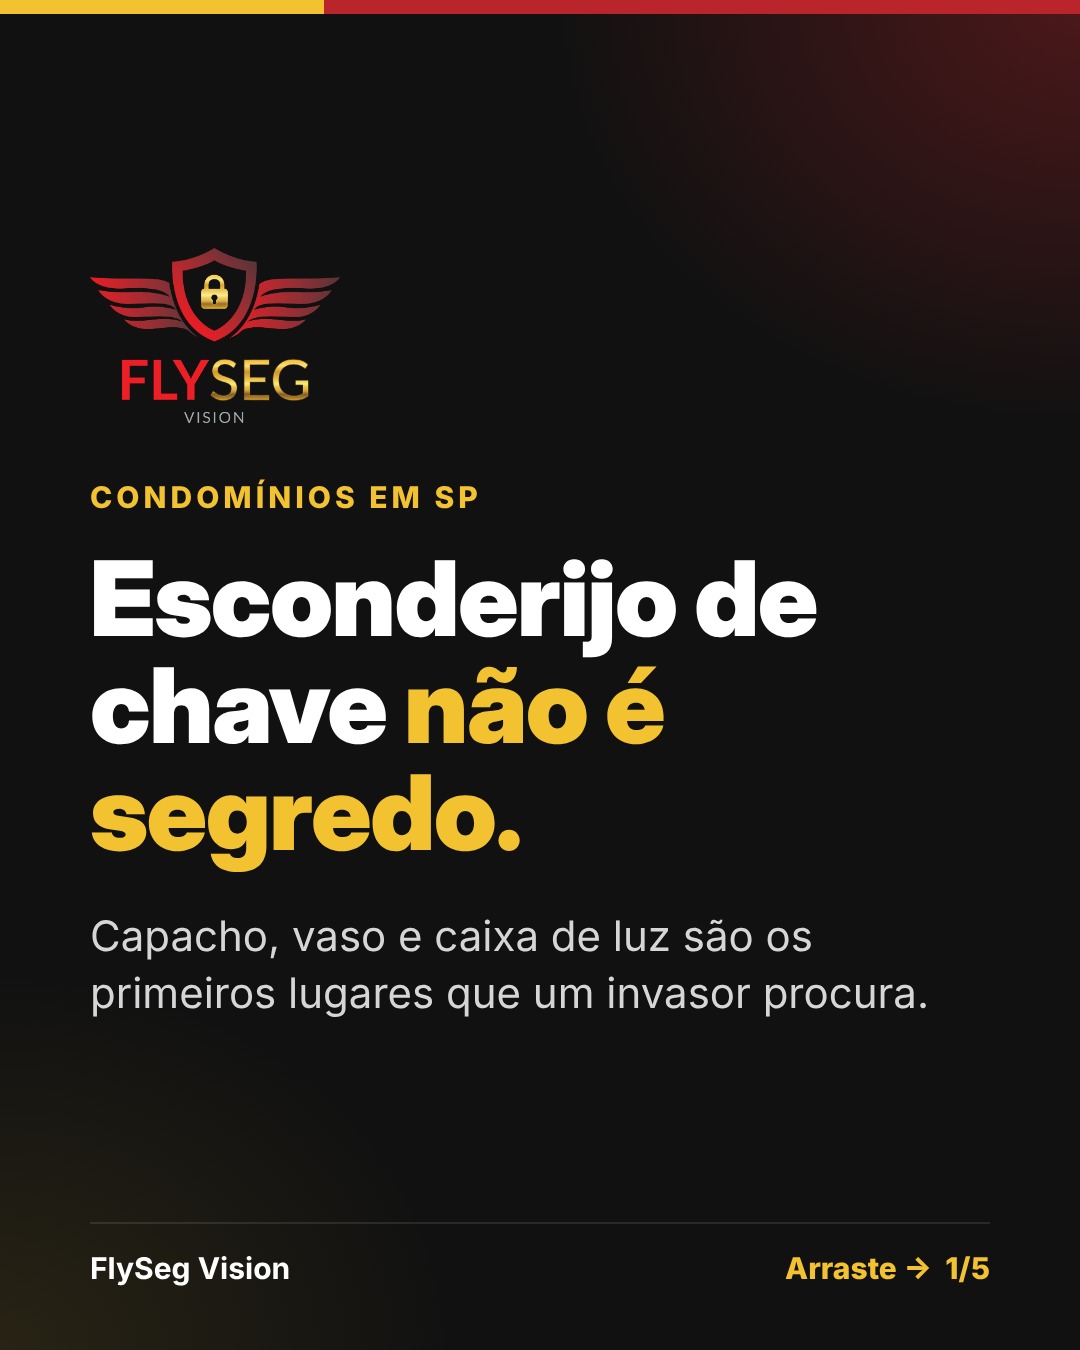 FLYSEG
VISION
CONDOMÍNIOS EM SP
Esconderijo de
chave não é
segredo.
Capacho, vaso e caixa de luz são os
primeiros lugares que um invasor procura.
FlySeg Vision
Arraste → 1/5